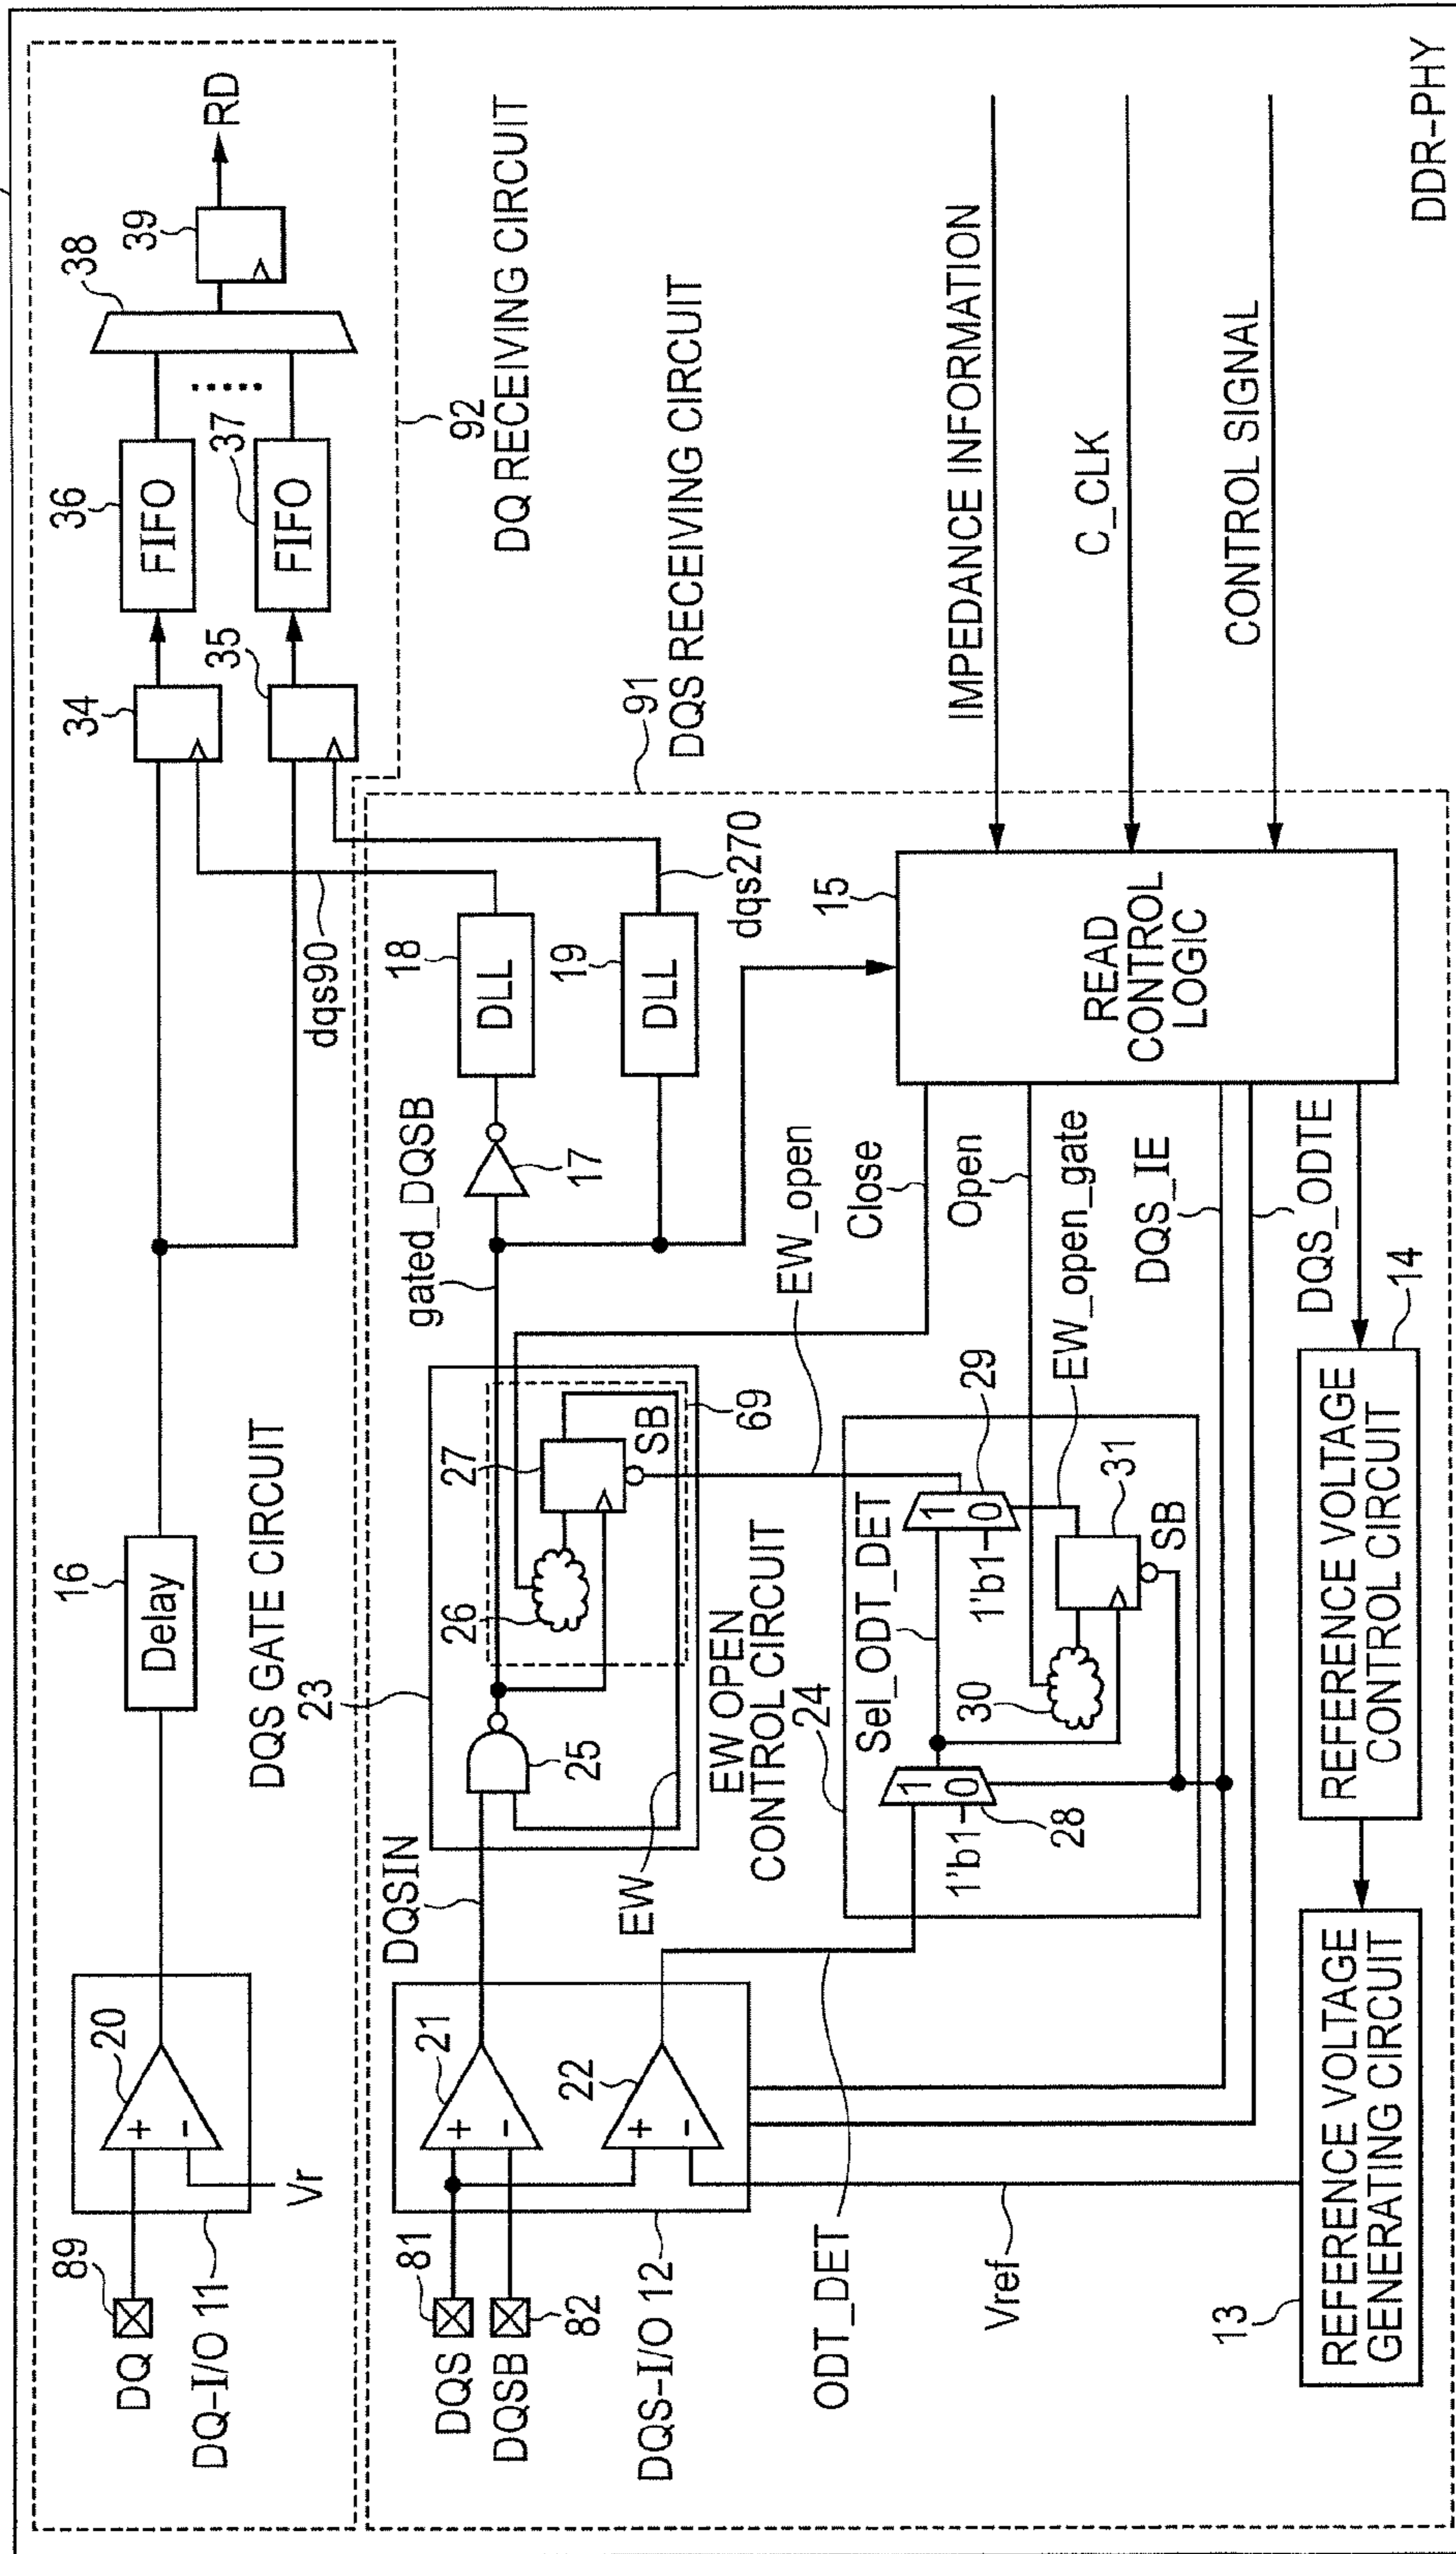 89
DQ
DQ-I/O 11
Vr
20
+
-
16
Delay
34
35
36
FIFO
37
FIFO
38
39
RD
92
DQ RECEIVING CIRCUIT
dqs90
DQS GATE CIRCUIT
23
81
DQS
DQSB
82
DQS-I/O 12
21
+
-
22
+
-
DQSIN
EW
25
26
27
SB
69
gated_DQSB
17
18
DLL
19
DLL
dqs270
91
DQS RECEIVING CIRCUIT
EW OPEN
CONTROL CIRCUIT
24
EW_open
Close
Open
EW_open_gate
DQS_IE
DQS_ODTE
Sel_ODT_DET
1
0
1'b1
28
1
0
1'b1
29
30
31
SB
15
READ
CONTROL
LOGIC
IMPEDANCE INFORMATION
C_CLK
CONTROL SIGNAL
ODT_DET
Vref
13
REFERENCE VOLTAGE
GENERATING CIRCUIT
14
REFERENCE VOLTAGE
CONTROL CIRCUIT
DDR-PHY